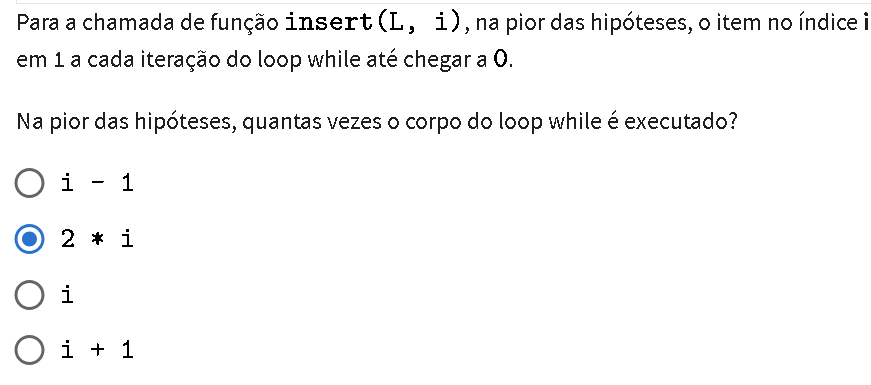 Para a chamada de função insert(L, i), na pior das hipóteses, o item no índice i
em 1 a cada iteração do loop while até chegar a 0.
Na pior das hipóteses, quantas vezes o corpo do loop while é executado?
i - 1
2 * i
i
i + 1